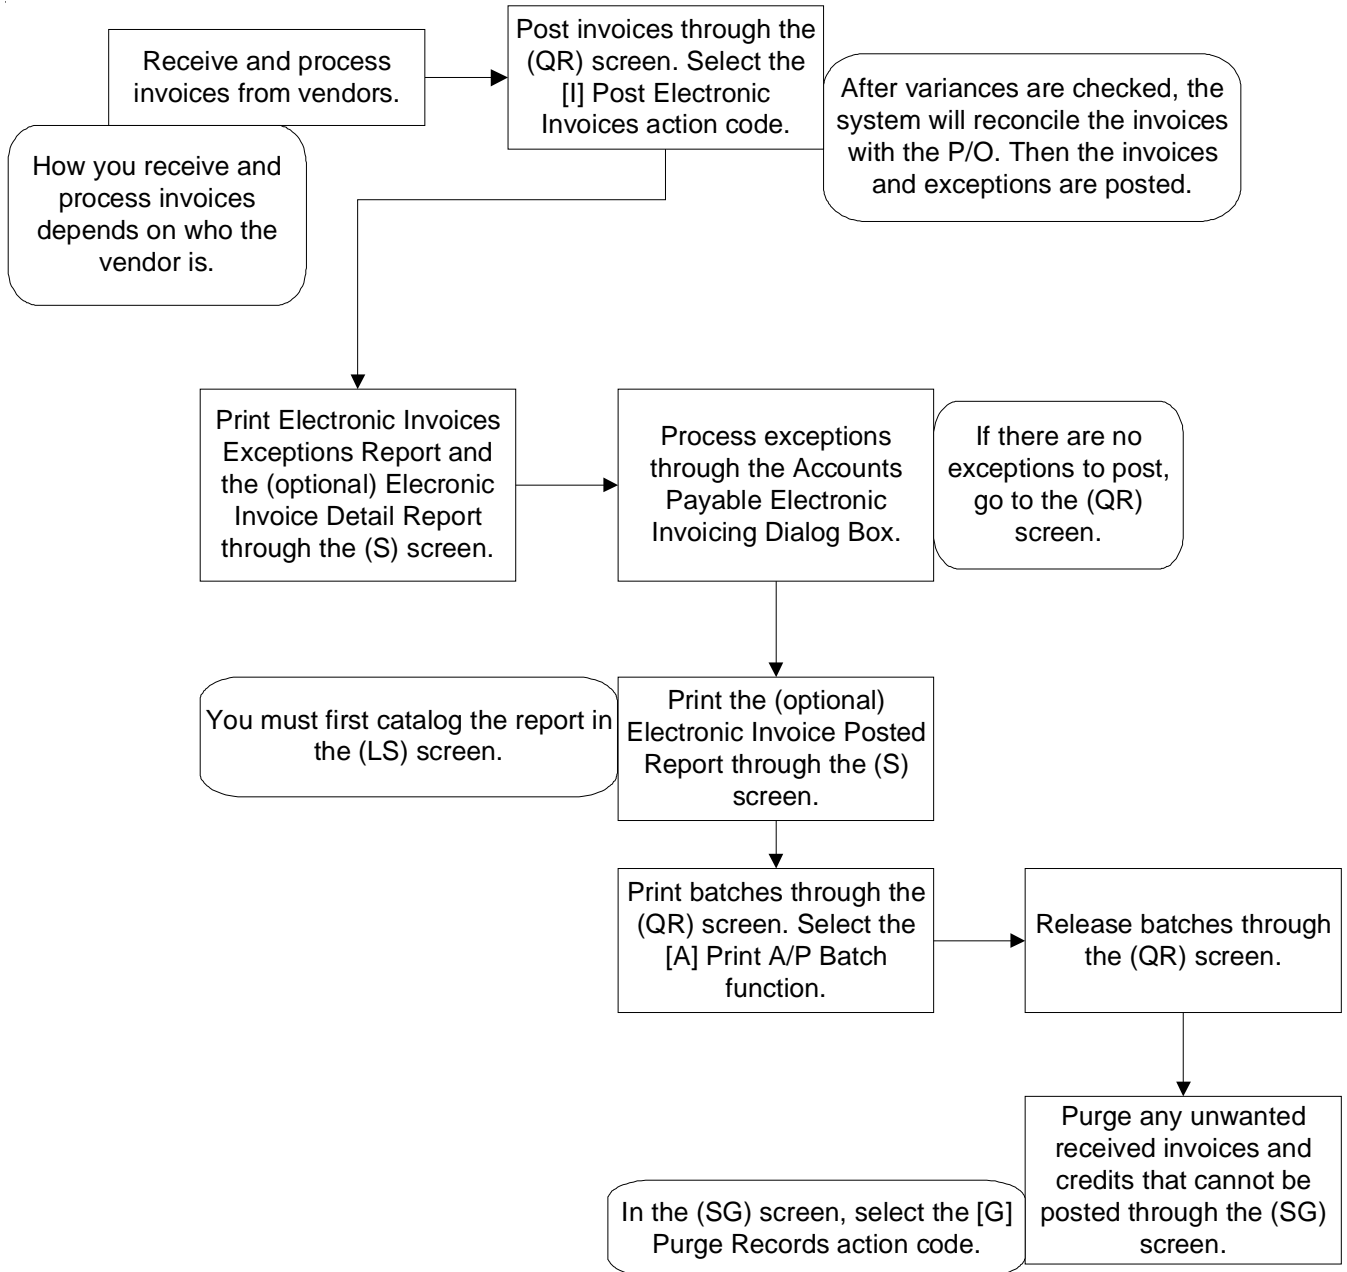 Receive and process
invoices from vendors.
How you receive and
process invoices
depends on who the
vendor is.
Post invoices through the
(QR) screen. Select the
[I] Post Electronic
Invoices action code.
After variances are checked, the
system will reconcile the invoices
with the P/O. Then the invoices
and exceptions are posted.
Print Electronic Invoices
Exceptions Report and
the (optional) Elecronic
Invoice Detail Report
through the (S) screen.
Process exceptions
through the Accounts
Payable Electronic
Invoicing Dialog Box.
If there are no
exceptions to post,
go to the (QR)
screen.
You must first catalog the report in
the (LS) screen.
Print the (optional)
Electronic Invoice Posted
Report through the (S)
screen.
Print batches through the
(QR) screen. Select the
[A] Print A/P Batch
function.
Release batches through
the (QR) screen.
Purge any unwanted
received invoices and
credits that cannot be
posted through the (SG)
screen.
In the (SG) screen, select the [G]
Purge Records action code.